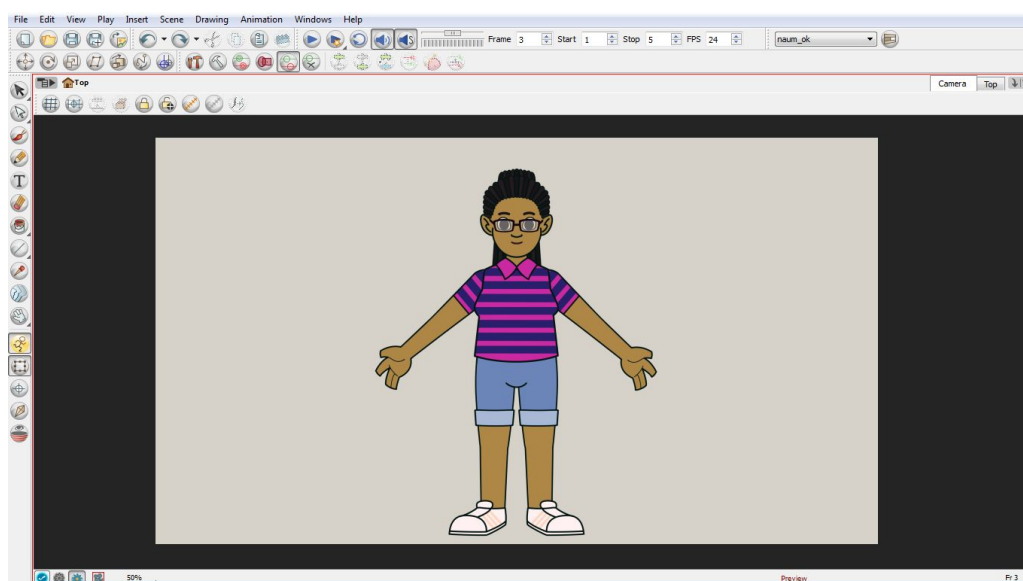 File Edit View Play Insert Scene Drawing Animation Windows Help
Frame 3 Start 1 Stop 5 FPS 24 naum_ok
Top Camera Top
T
50% Preview Fr 3